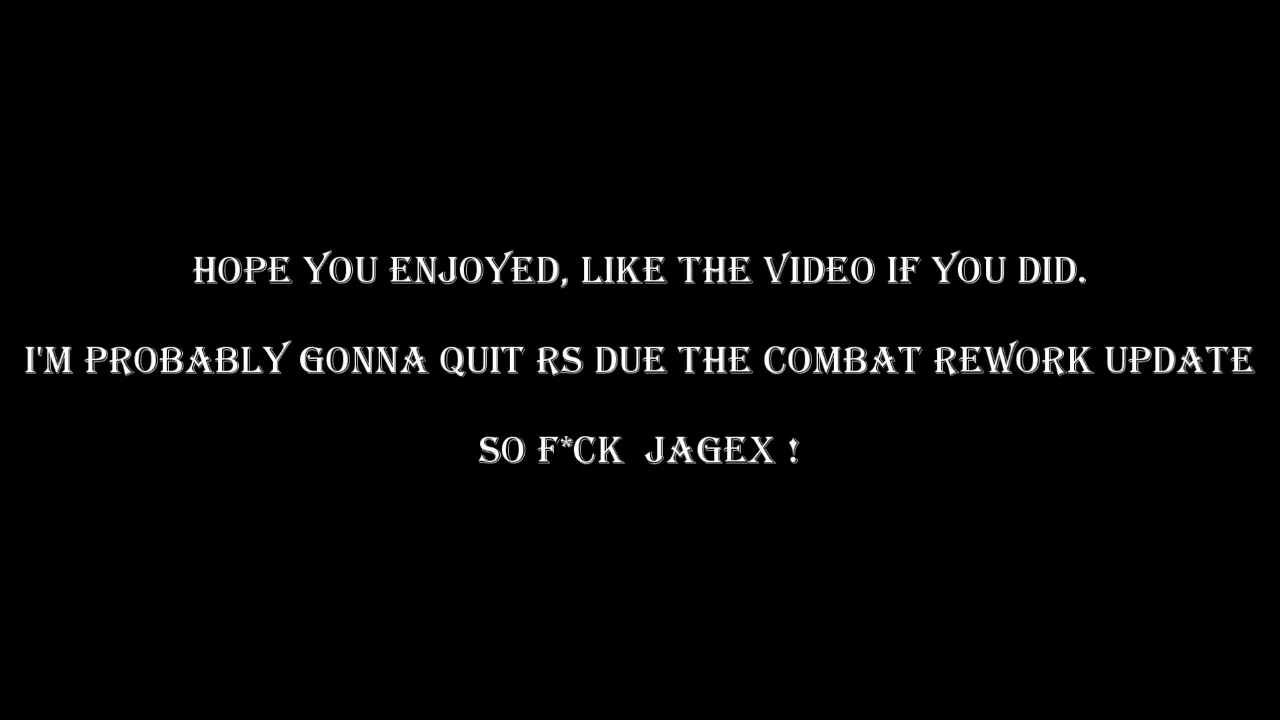 HOPE YOU ENJOYED, LIKE THE VIDEO IF YOU DID.
I'M PROBABLY GONNA QUIT RS DUE THE COMBAT REWORK UPDATE
SO F*CK JAGEX !